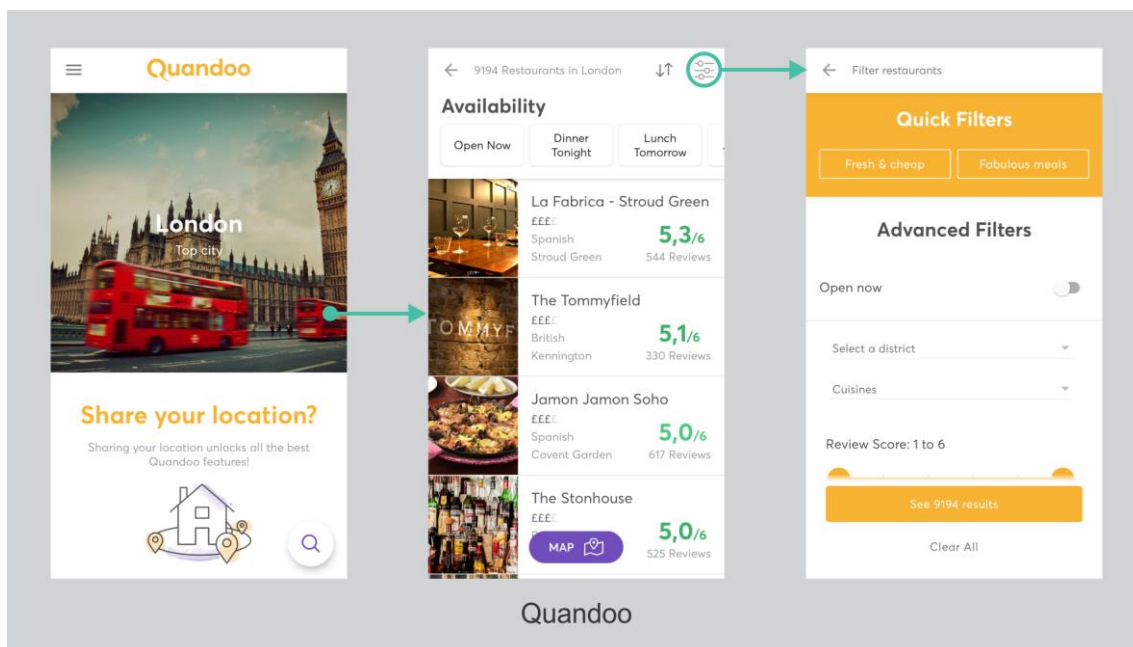 Quandoo
London
Top city
Share your location?
Sharing your location unlocks all the best
Quandoo features!
9194 Restaurants in London
Availability
Open Now
Dinner
Tonight
Lunch
Tomorrow
La Fabrica - Stroud Green
££££
Spanish
Stroud Green
5,3/6
544 Reviews
TOMMYF
The Tommyfield
££££
British
Kennington
5,1/6
330 Reviews
Jamon Jamon Soho
££££
Spanish
Covent Garden
5,0/6
617 Reviews
The Stonhouse
££££
5,0/6
525 Reviews
MAP
Filter restaurants
Quick Filters
Fresh & cheap
Fabulous meals
Advanced Filters
Open now
Select a district
Cuisines
Review Score: 1 to 6
See 9194 results
Clear All
Quandoo